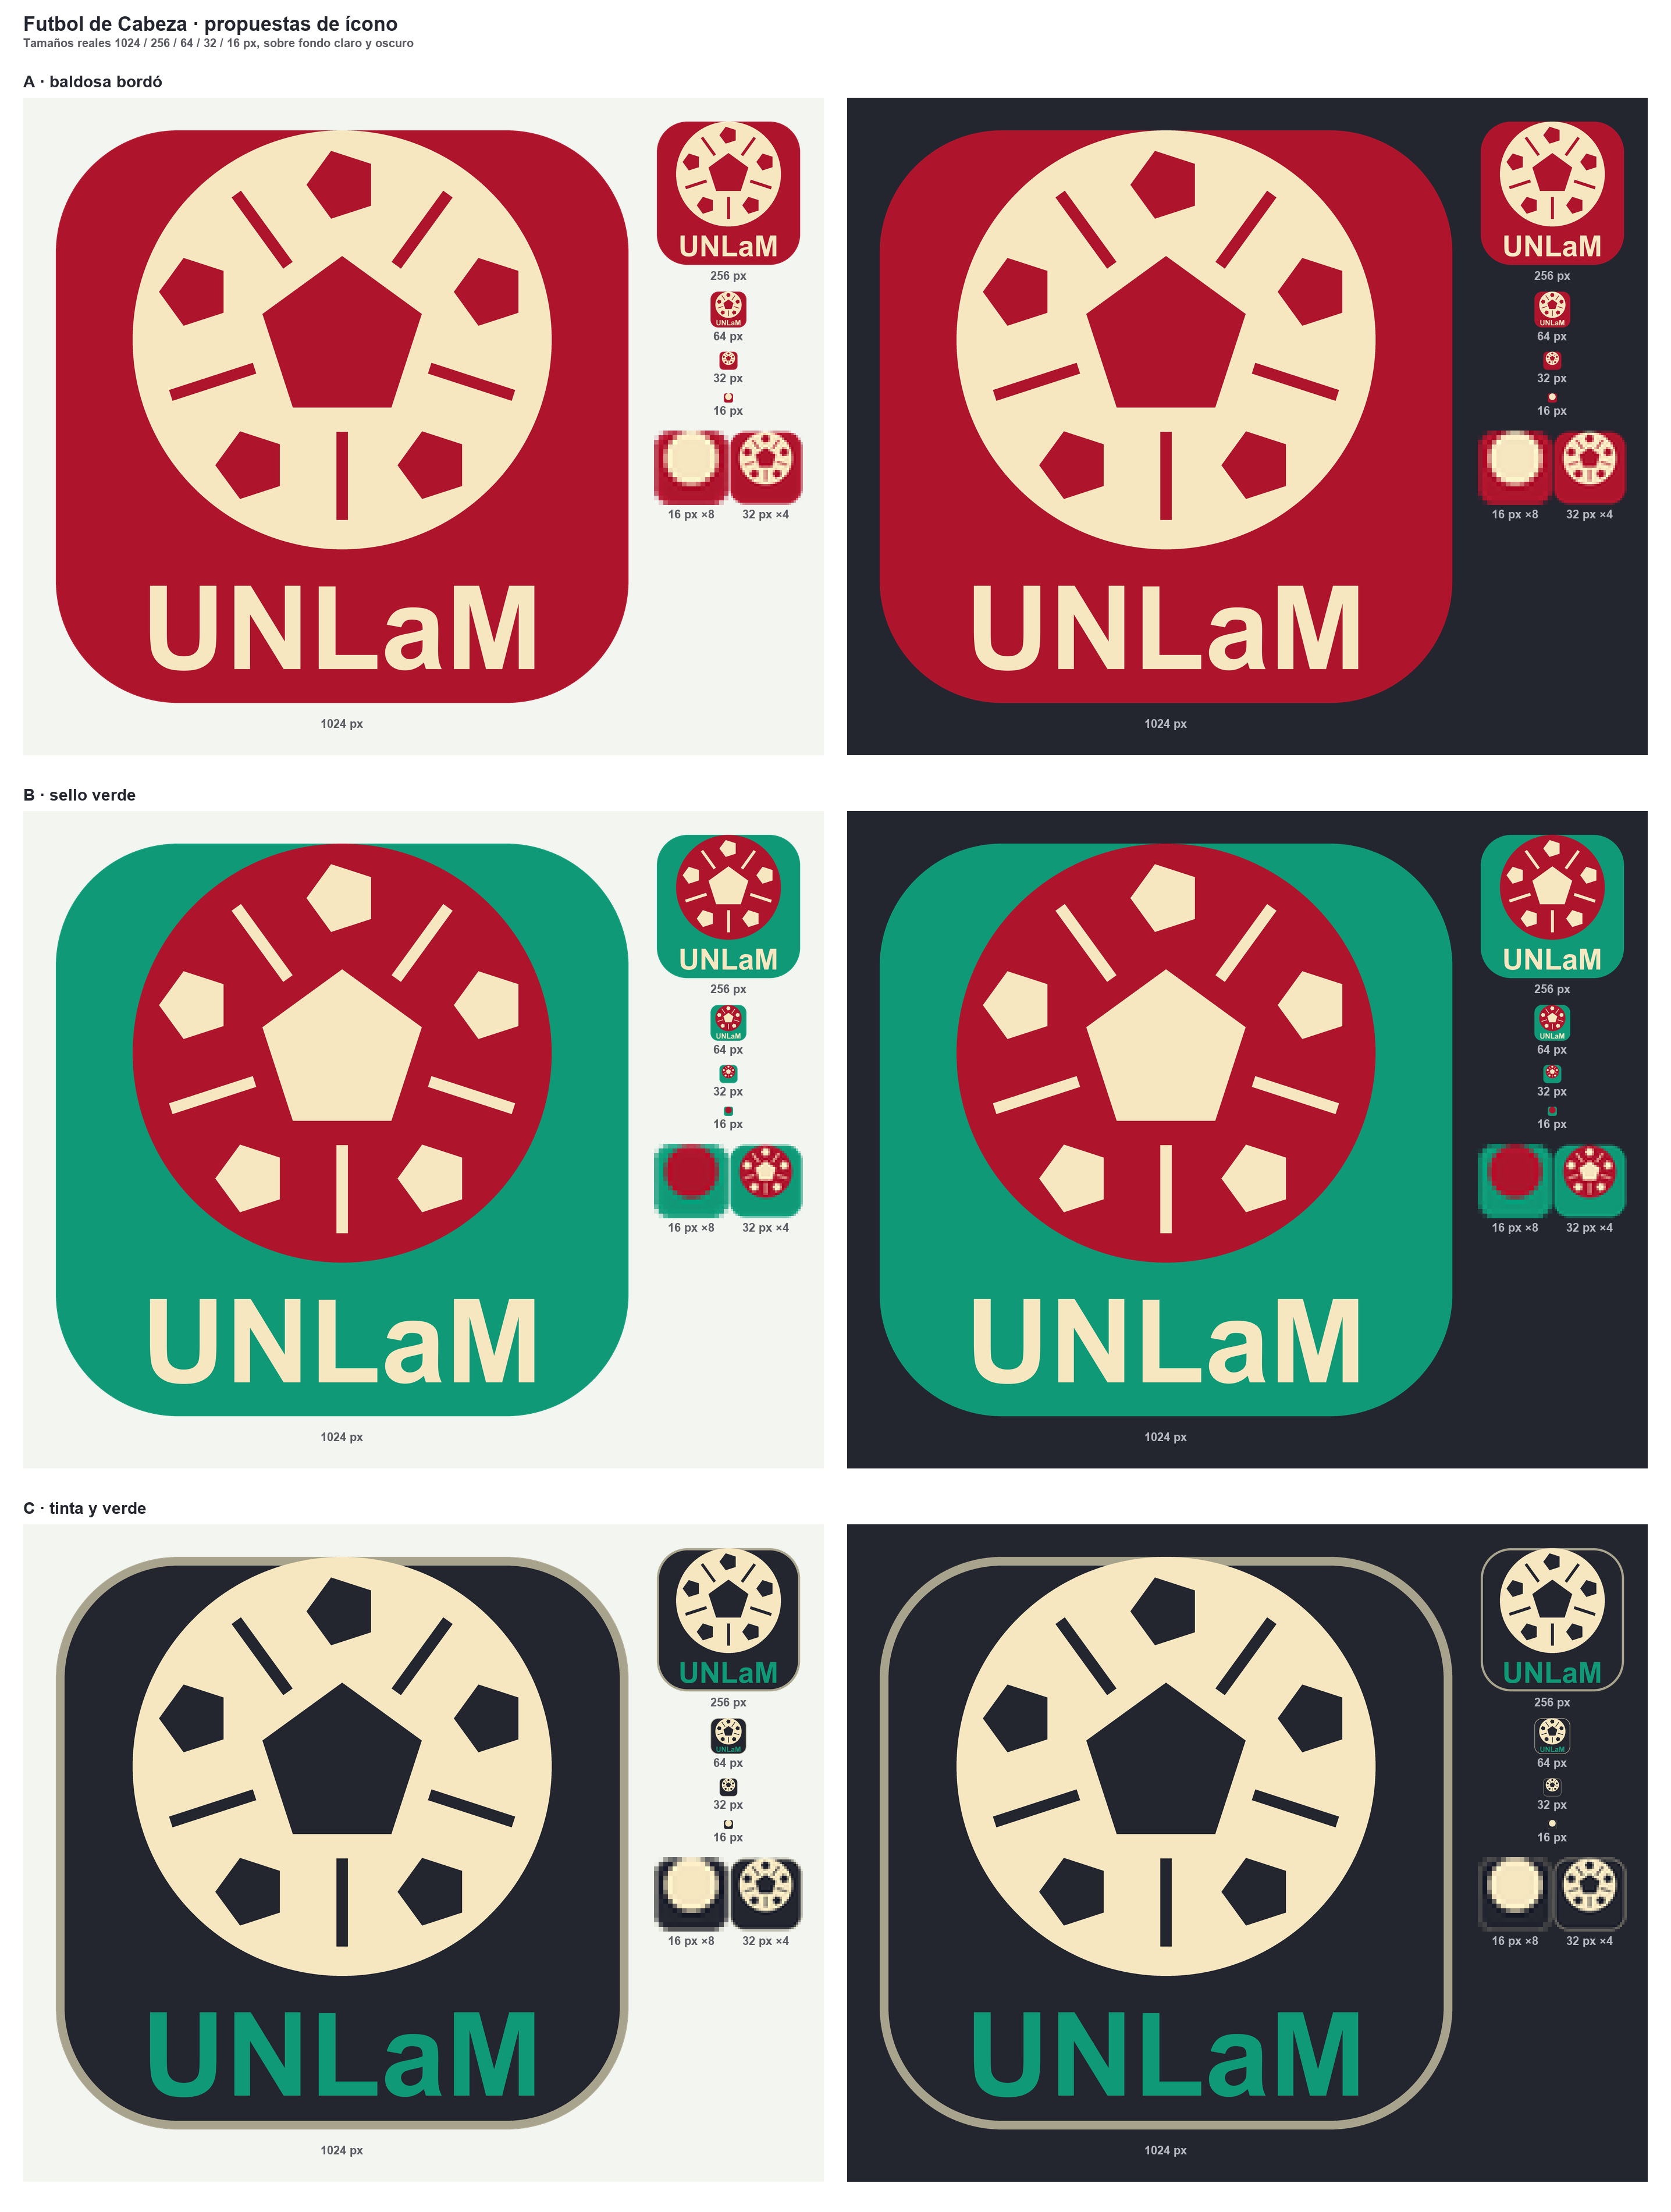 Futbol de Cabeza · propuestas de ícono
Tamaños reales 1024 / 256 / 64 / 32 / 16 px, sobre fondo claro y oscuro
A · baldosa bordó
UNLaM
1024 px
UNLaM
256 px
UNLaM
64 px
32 px
16 px
16 px ×8 32 px ×4
UNLaM
1024 px
UNLaM
256 px
UNLaM
64 px
32 px
16 px
16 px ×8 32 px ×4
B · sello verde
UNLaM
1024 px
UNLaM
256 px
UNLaM
64 px
32 px
16 px
16 px ×8 32 px ×4
UNLaM
1024 px
UNLaM
256 px
UNLaM
64 px
32 px
16 px
16 px ×8 32 px ×4
C · tinta y verde
UNLaM
1024 px
UNLaM
256 px
UNLaM
64 px
32 px
16 px
16 px ×8 32 px ×4
UNLaM
1024 px
UNLaM
256 px
UNLaM
64 px
32 px
16 px
16 px ×8 32 px ×4